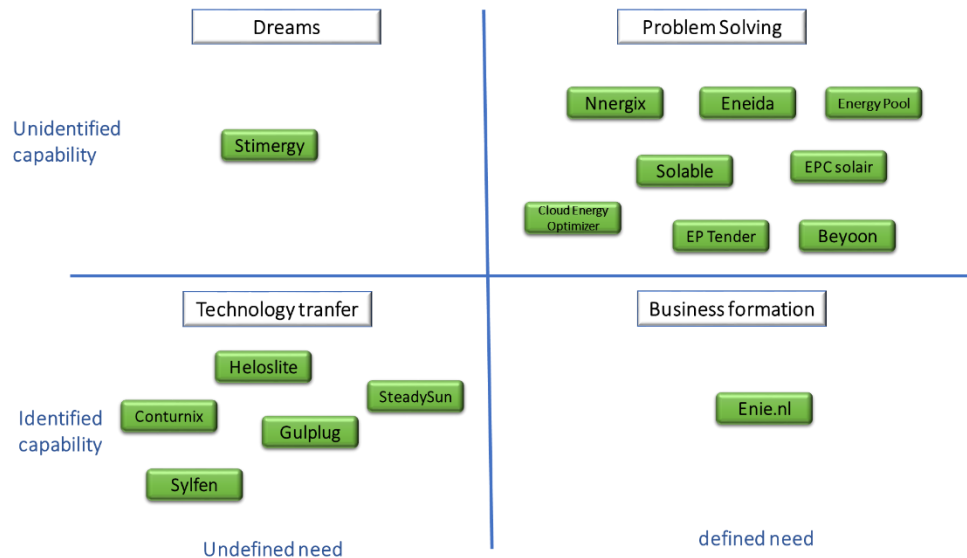 Dreams
Problem Solving
Unidentified
capability
Nnergix
Eneida
Energy Pool
Stimergy
Solable
EPC solair
Cloud Energy
Optimizer
EP Tender
Beyoon
Technology tranfer
Business formation
Heloslite
SteadySun
Identified
capability
Conturnix
Gulplug
Enie.nl
Sylfen
Undefined need
defined need